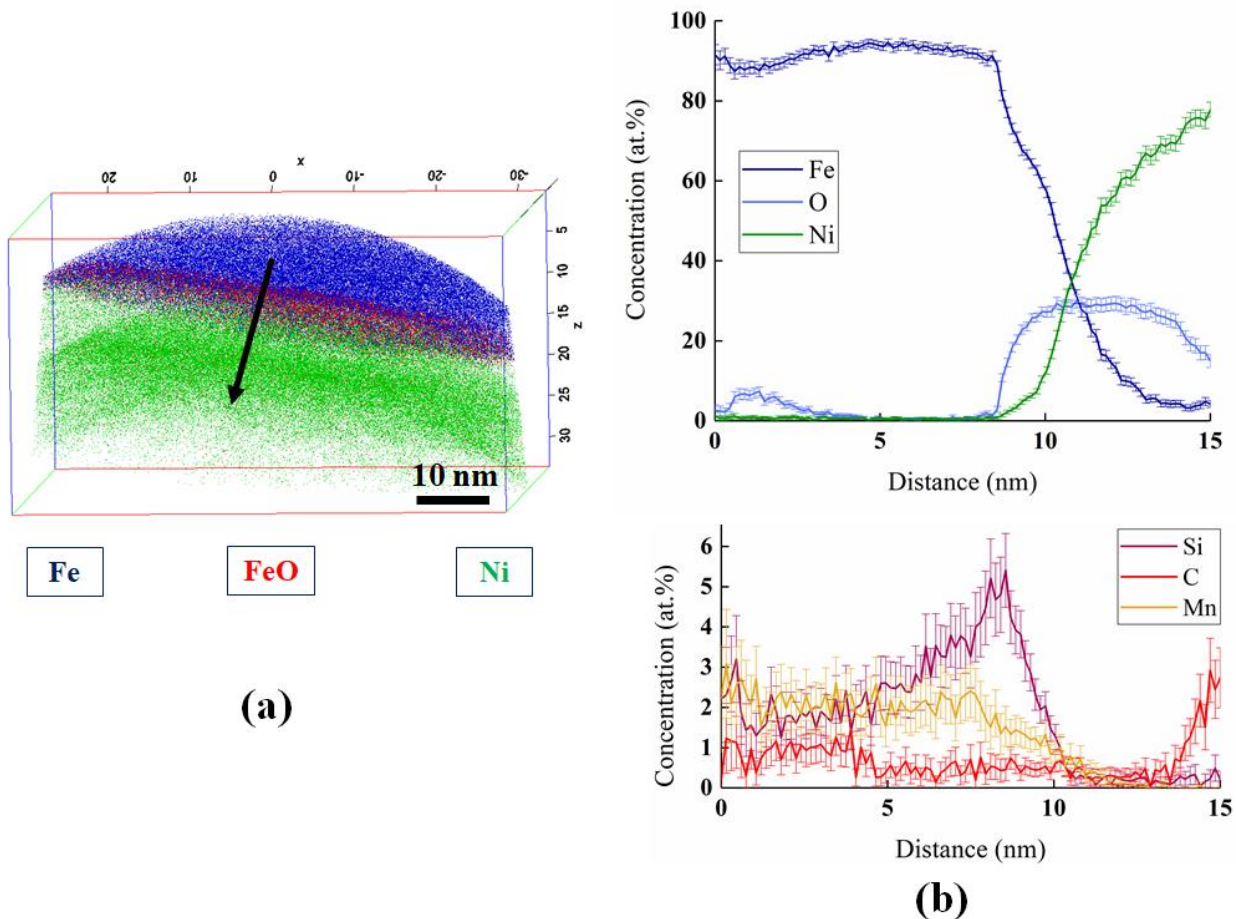 x
20 10 0 -10 -20 -30
5
10
15
20
25
30
z
10 nm
Fe FeO Ni
(a)
Concentration (at.%)
100
80
60
40
20
0
Fe
O
Ni
0 5 10 15
Distance (nm)
Concentration (at.%)
6
5
4
3
2
1
0
Si
C
Mn
0 5 10 15
Distance (nm)
(b)